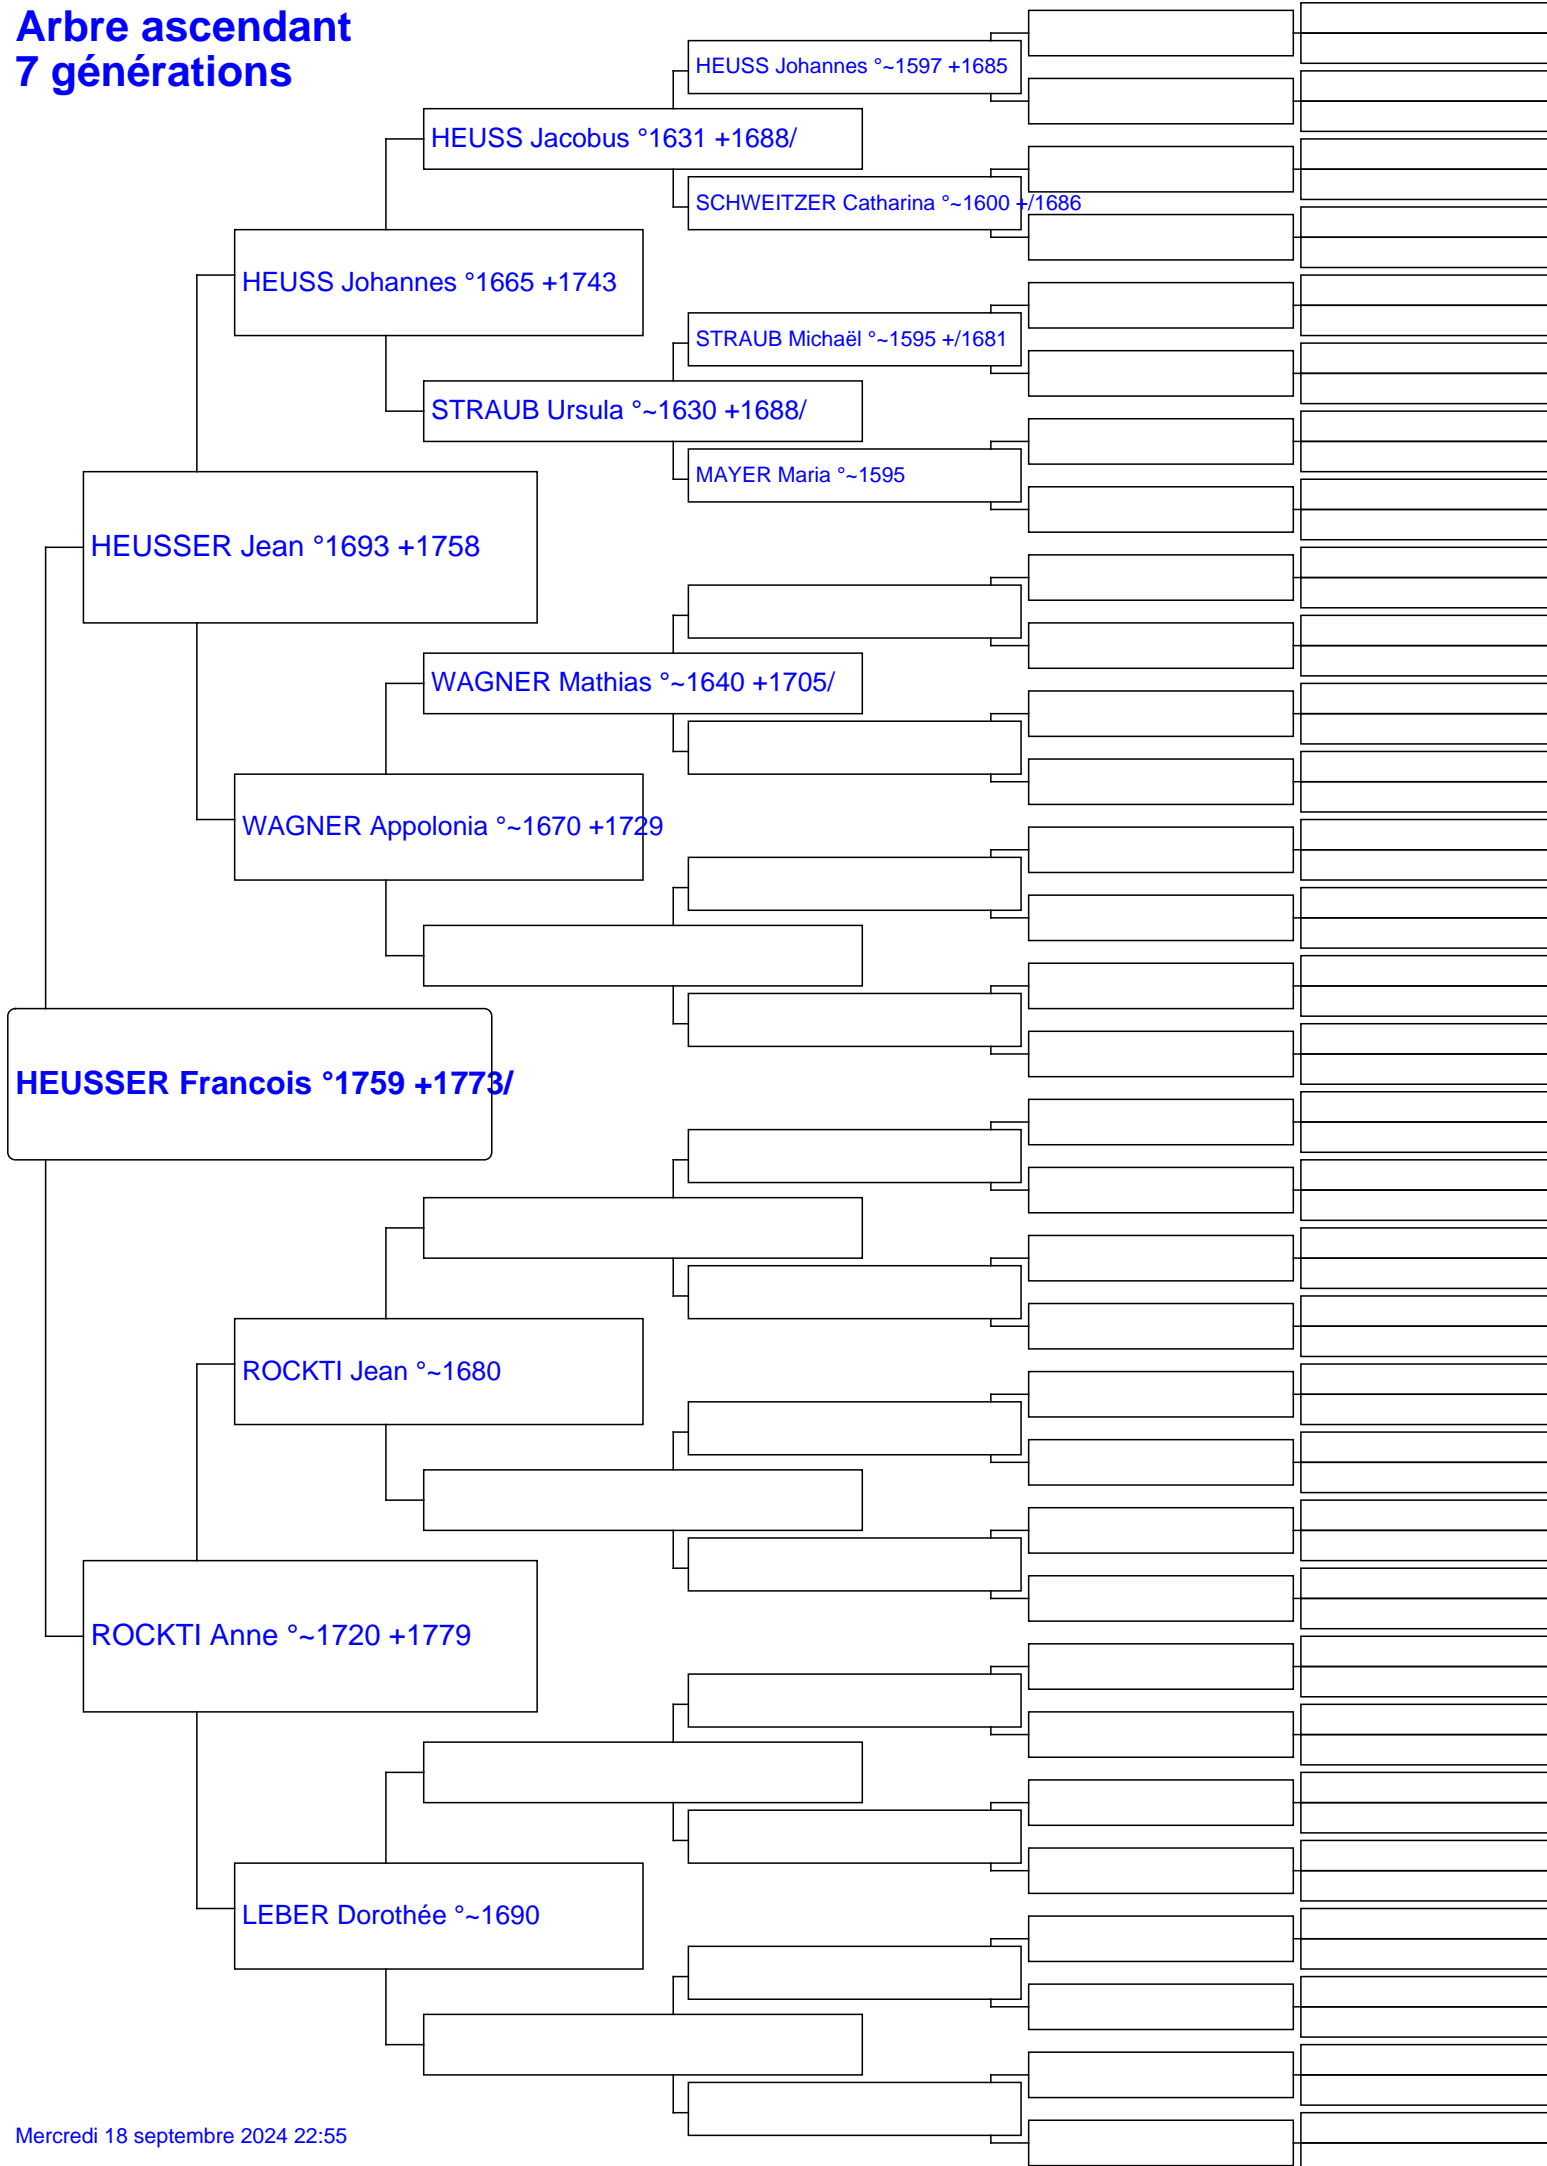 Arbre ascendant
7 générations
HEUSS Johannes °~1597 +1685
HEUSS Jacobus °1631 +1688/
SCHWEITZER Catharina °~1600 +/1686
HEUSS Johannes °1665 +1743
STRAUB Michaël °~1595 +/1681
STRAUB Ursula °~1630 +1688/
MAYER Maria °~1595
HEUSSER Jean °1693 +1758
WAGNER Mathias °~1640 +1705/
WAGNER Appolonia °~1670 +1729
HEUSSER Francois °1759 +1773/
ROCKTI Jean °~1680
ROCKTI Anne °~1720 +1779
LEBER Dorothée °~1690
Mercredi 18 septembre 2024 22:55